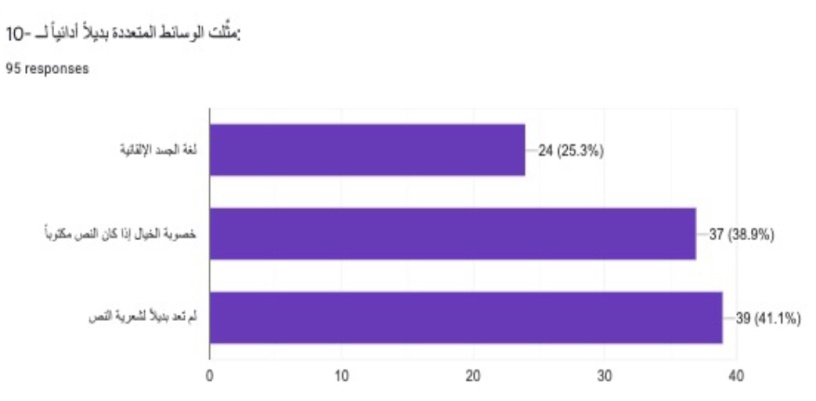 10- مثَّلت الوسائط المتعددة بديلاً أدائياً لـ:
95 responses
لغة الجسد الإلقائية
24 (25.3%)
خصوبة الخيال إذا كان النص مكتوباً
37 (38.9%)
لم تعد بديلاً لشعرية النص
39 (41.1%)
0 10 20 30 40